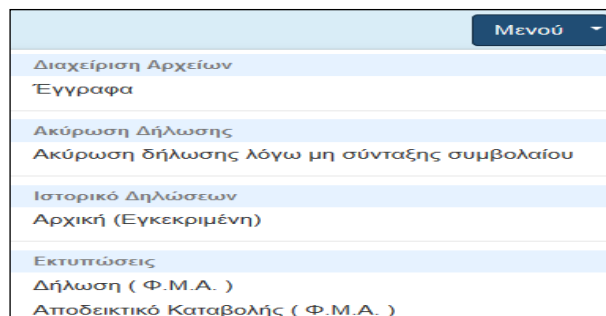 Μενού
Διαχείριση Αρχείων
Έγγραφα
Ακύρωση Δήλωσης
Ακύρωση δήλωσης λόγω μη σύνταξης συμβολαίου
Ιστορικό Δηλώσεων
Αρχική (Εγκεκριμένη)
Εκτυπώσεις
Δήλωση ( Φ.Μ.Α. )
Αποδεικτικό Καταβολής ( Φ.Μ.Α. )